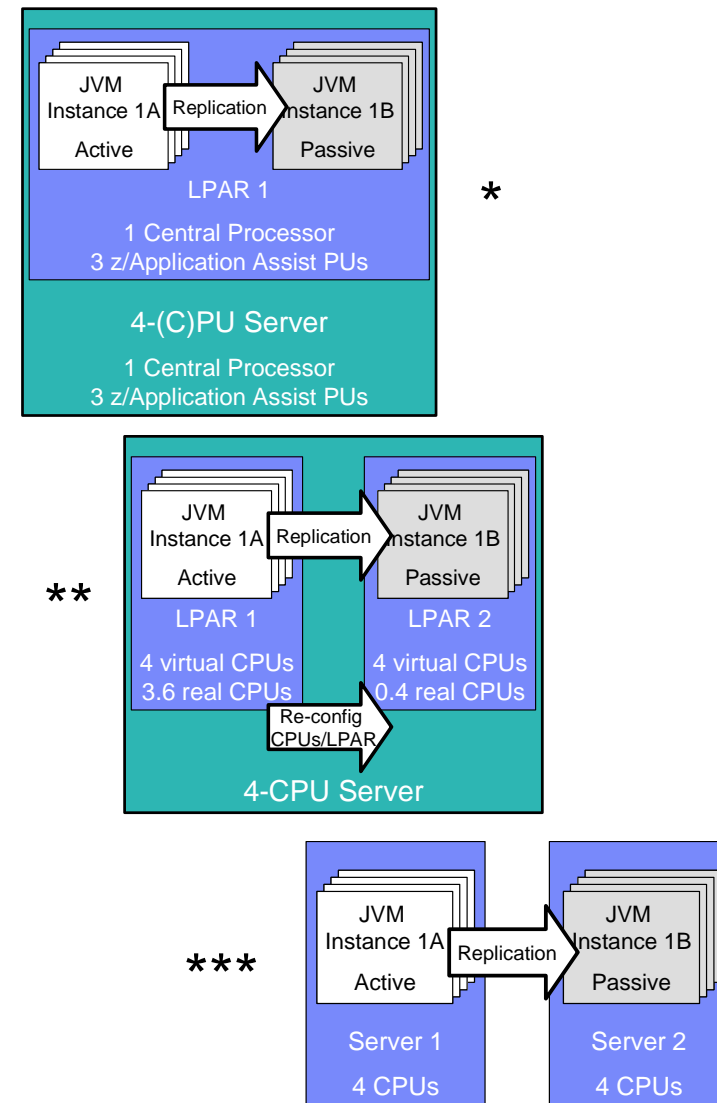 JVM
Instance 1A
Active
Replication
JVM
Instance 1B
Passive
LPAR 1
1 Central Processor
3 z/Application Assist PUs
4-(C)PU Server
1 Central Processor
3 z/Application Assist PUs
*
JVM
Instance 1A
Active
Replication
JVM
Instance 1B
Passive
**
LPAR 1
4 virtual CPUs
3.6 real CPUs
LPAR 2
4 virtual CPUs
0.4 real CPUs
Re-config
CPUs/LPAR
4-CPU Server
***
JVM
Instance 1A
Active
Replication
JVM
Instance 1B
Passive
Server 1
4 CPUs
Server 2
4 CPUs